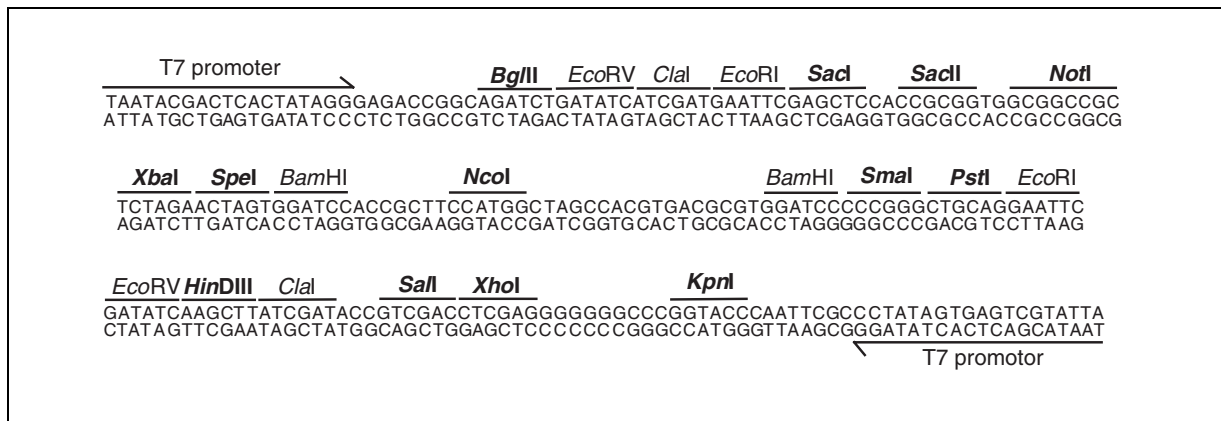 T7 promoter
BglII EcoRV ClaI EcoRI SacI SacII NotI
TAATACGACTCACTATAGGGAGACCGGCAGATCTGATATCATCGATGAATTCGAGCTCCACCGCGGTGGCGGCCGC
ATTATGCTGAGTGATATCCCTCTGGCCGTCTAGACTATAGTAGCTACTTAAGCTCGAGGTGGCGCCACCGCCGGCG
XbaI SpeI BamHI NcoI BamHI SmaI PstI EcoRI
TCTAGAACTAGTGGATCCACCGCTTCCATGGCTAGCCACGTGACGCGTGGATCCCCCGGGCTGCAGGAATTC
AGATCTTGATCACCTAGGTGGCGAAGGTACCGATCGGTGCACTGCGCACCTAGGGGGCCCGACGTCCTTAAG
EcoRV HinDIII ClaI SalI XhoI KpnI
GATATCAAGCTTATCGATACCGTCGACCTCGAGGGGGGGCCCGGTACCCAATTCGCCCTATAGTGAGTCGTATTA
CTATAGTTCGAATAGCTATGGCAGCTGGAGCTCCCCCCCGGGCCATGGGTTAAGCGGGATATCACTCAGCATAAT
T7 promotor